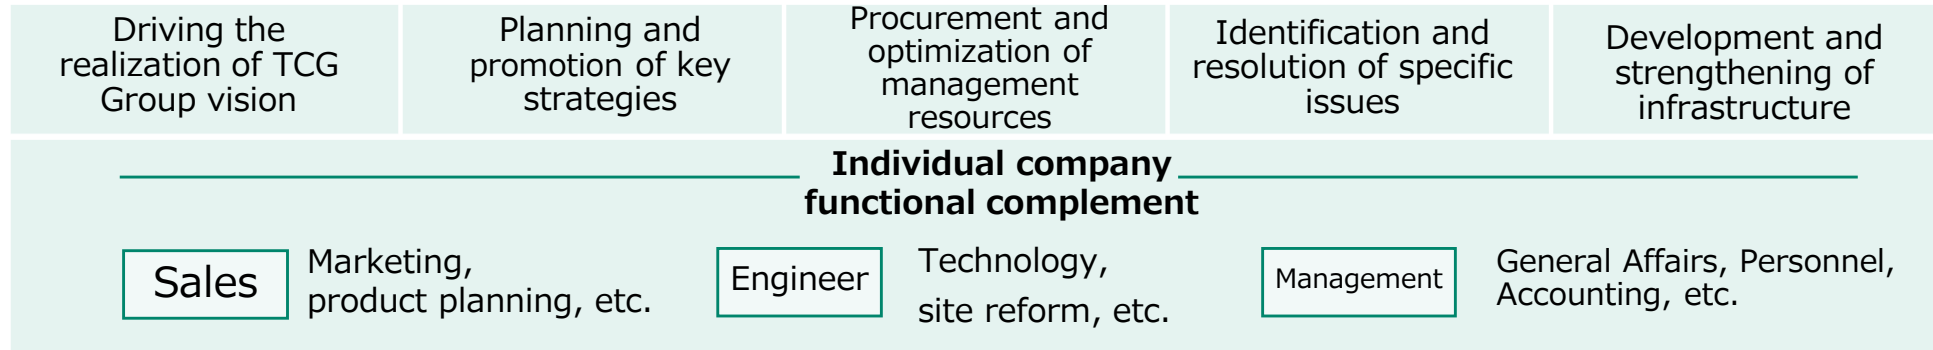 Driving the
realization of TCG
Group vision
Planning and
promotion of key
strategies
Procurement and
optimization of
management
resources
Identification and
resolution of specific
issues
Development and
strengthening of
infrastructure
Individual company
functional complement
Sales
Marketing,
product planning, etc.
Engineer
Technology,
site reform, etc.
Management
General Affairs, Personnel,
Accounting, etc.